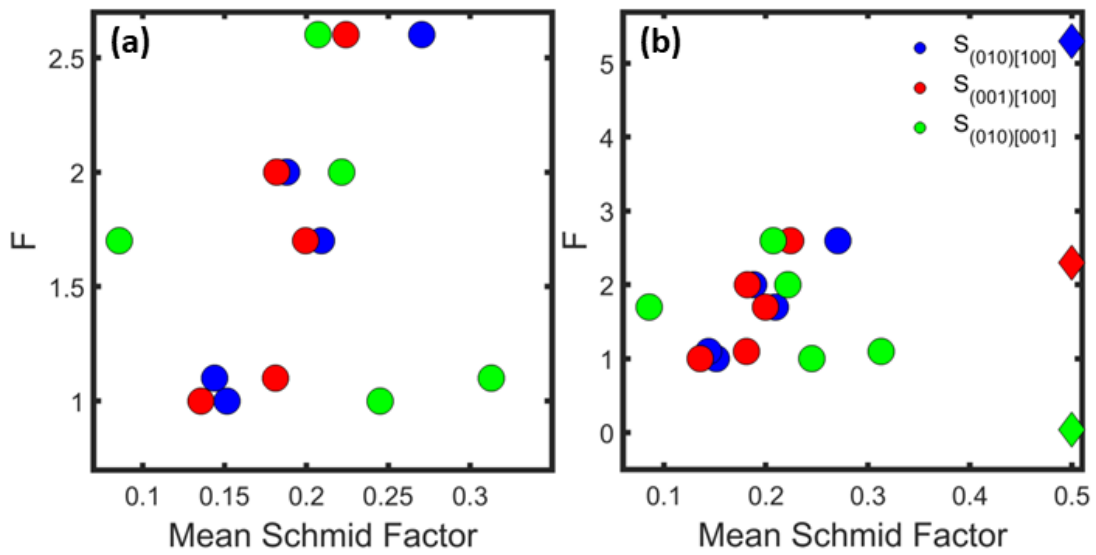 (a)
2.5
2
1.5
1
F
0.1 0.15 0.2 0.25 0.3
Mean Schmid Factor
(b)
S(010)[100]
S(001)[100]
S(010)[001]
5
4
3
2
1
0
F
0.1 0.2 0.3 0.4 0.5
Mean Schmid Factor